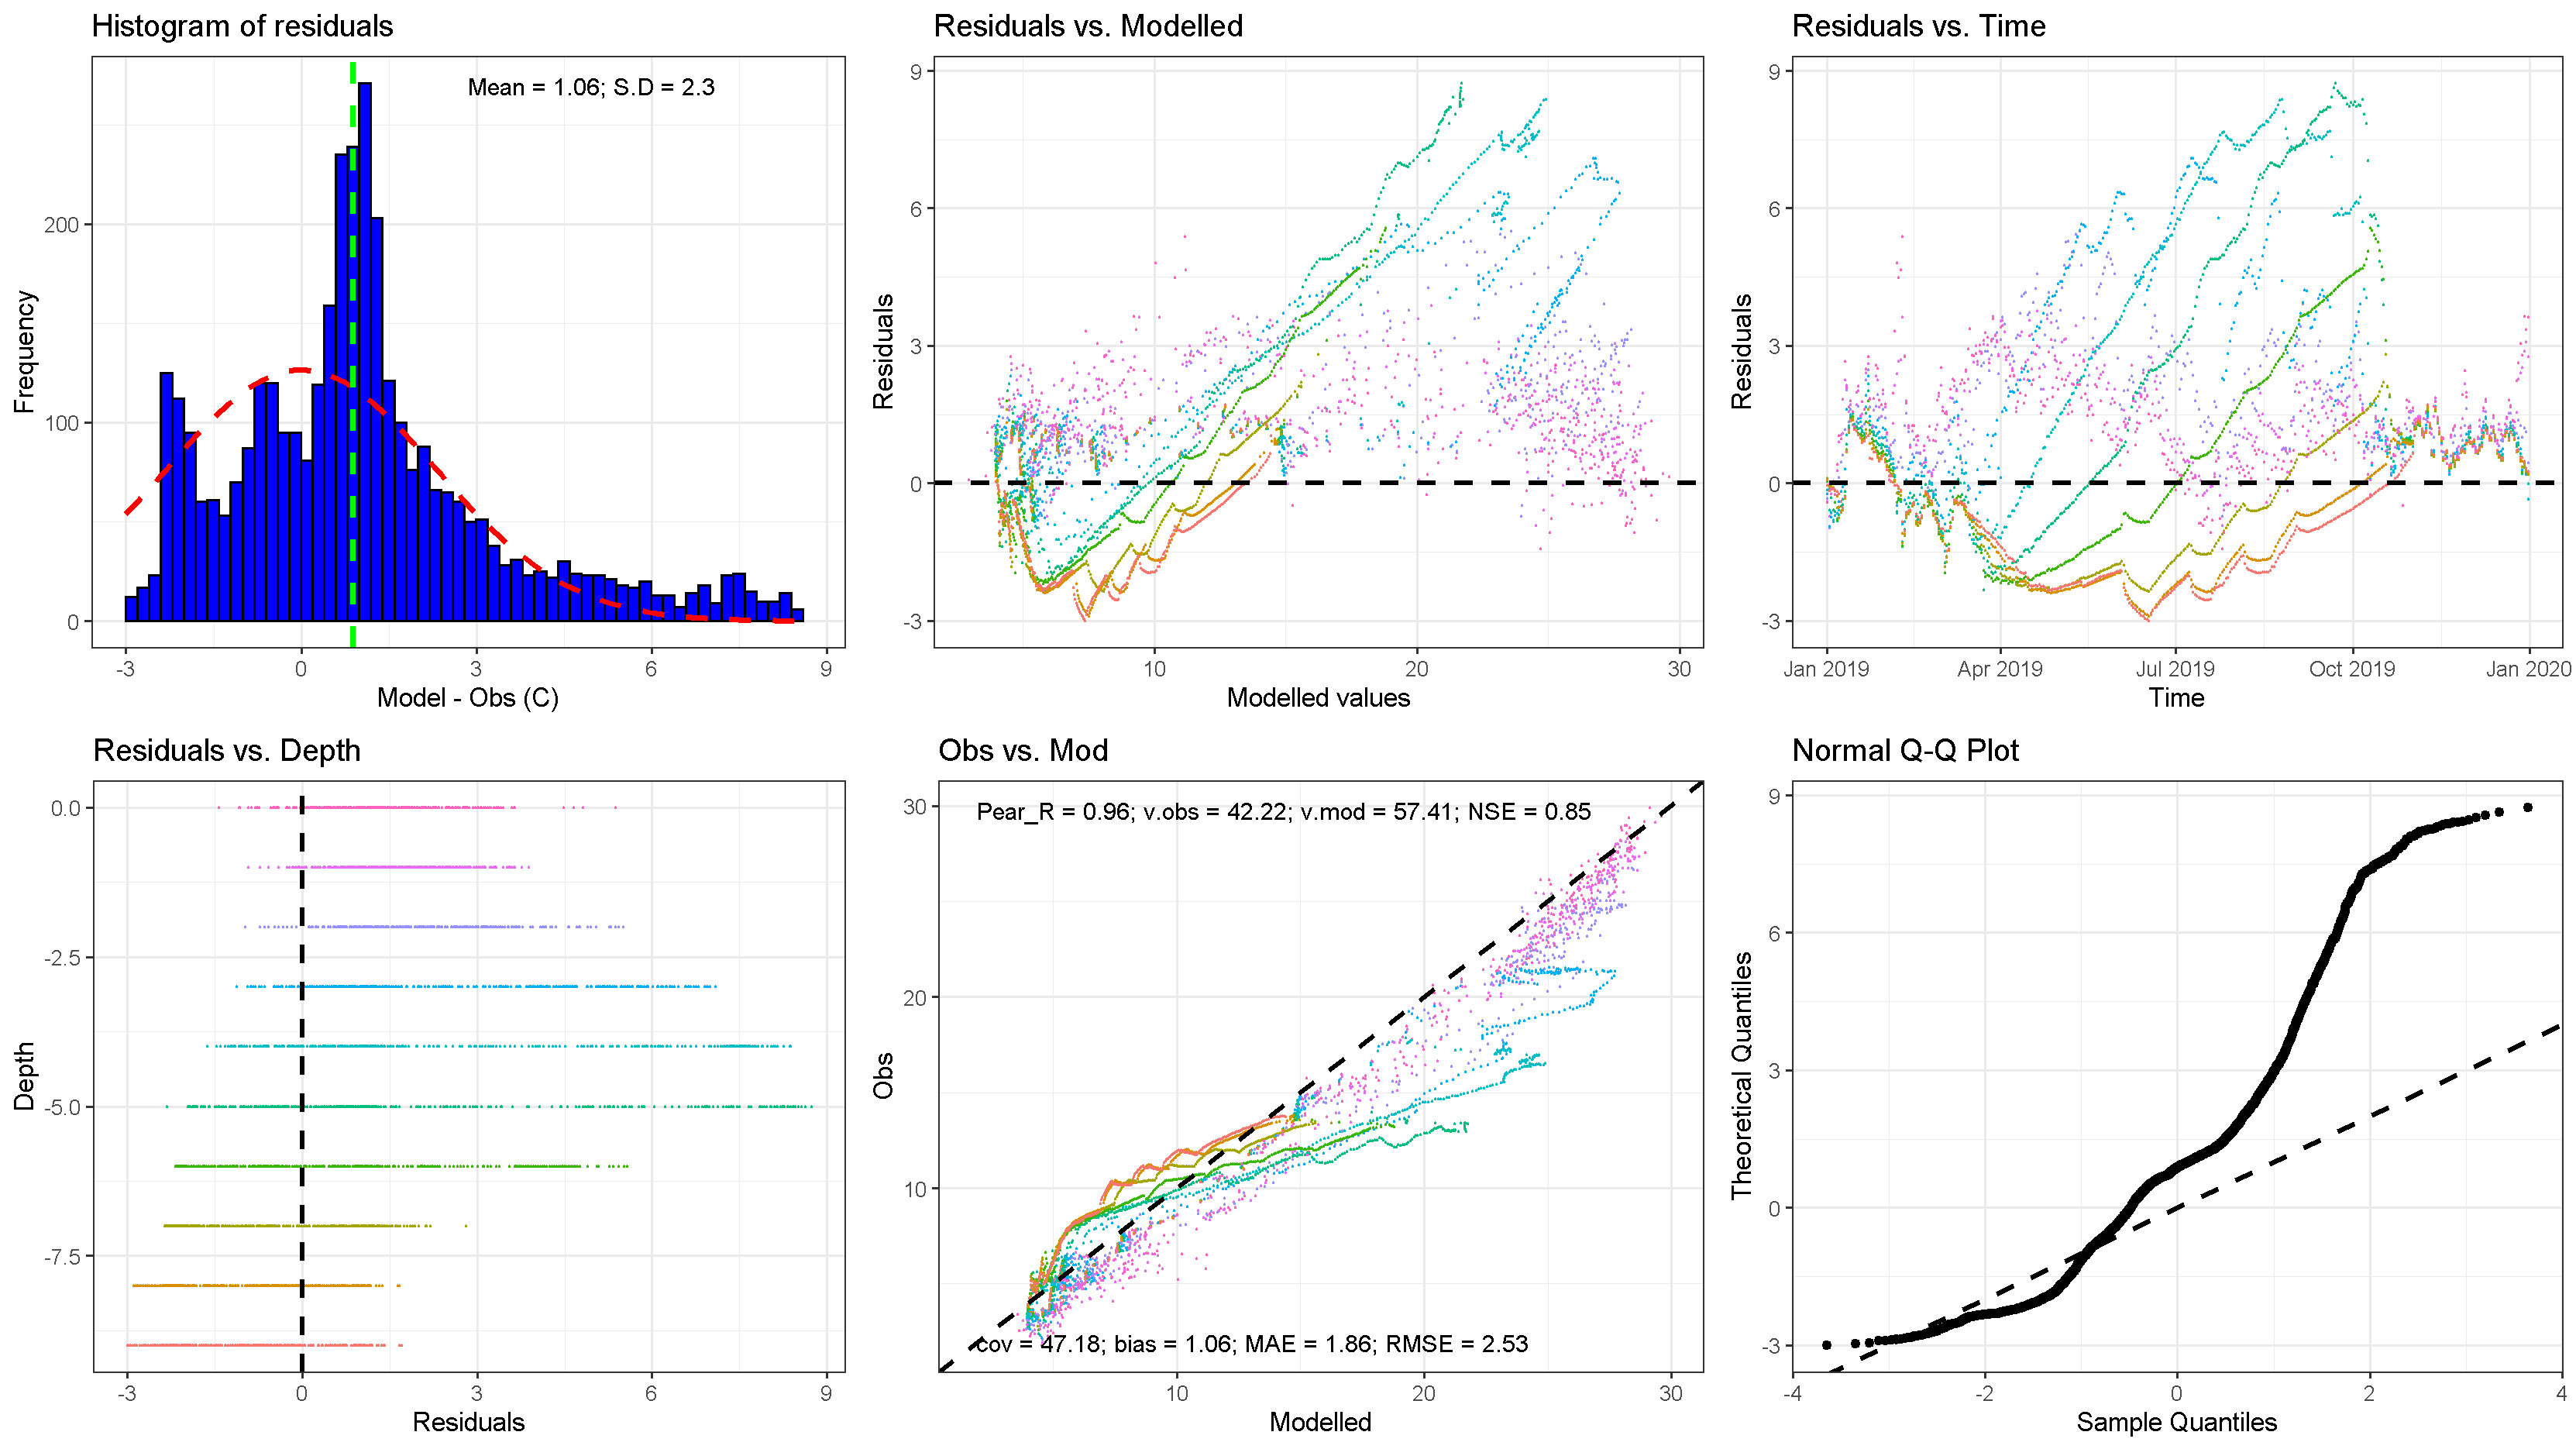 Histogram of residuals
Mean = 1.06; S.D = 2.3
Frequency
200
100
0
-3 0 3 6 9
Model - Obs (C)
Residuals vs. Modelled
Residuals
9
6
3
0
-3
10 20 30
Modelled values
Residuals vs. Time
Residuals
9
6
3
0
-3
Jan 2019 Apr 2019 Jul 2019 Oct 2019 Jan 2020
Time
Residuals vs. Depth
Depth
0.0
-2.5
-5.0
-7.5
-3 0 3 6 9
Residuals
Obs vs. Mod
Pear_R = 0.96; v.obs = 42.22; v.mod = 57.41; NSE = 0.85
Obs
30
20
10
cov = 47.18; bias = 1.06; MAE = 1.86; RMSE = 2.53
10 20 30
Modelled
Normal Q-Q Plot
Theoretical Quantiles
9
6
3
0
-3
-4 -2 0 2 4
Sample Quantiles